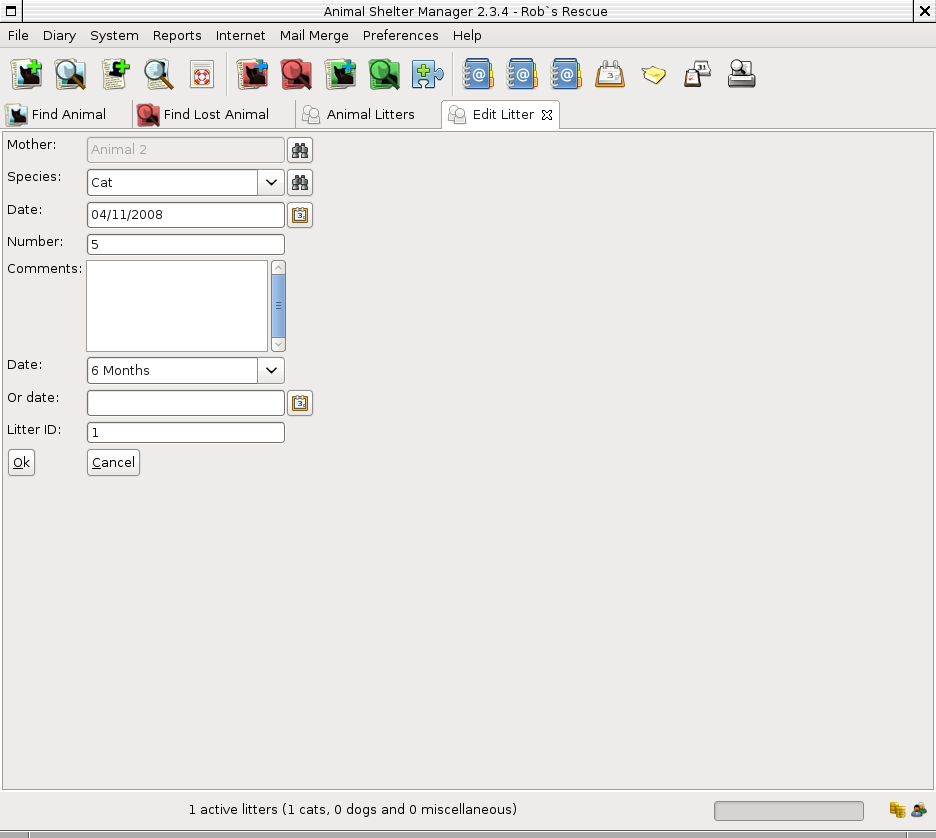 Animal Shelter Manager 2.3.4 - Rob`s Rescue
File Diary System Reports Internet Mail Merge Preferences Help
Find Animal Find Lost Animal Animal Litters Edit Litter
Mother: Animal 2
Species: Cat
Date: 04/11/2008
Number: 5
Comments:
Date: 6 Months
Or date:
Litter ID: 1
Ok Cancel
1 active litters (1 cats, 0 dogs and 0 miscellaneous)